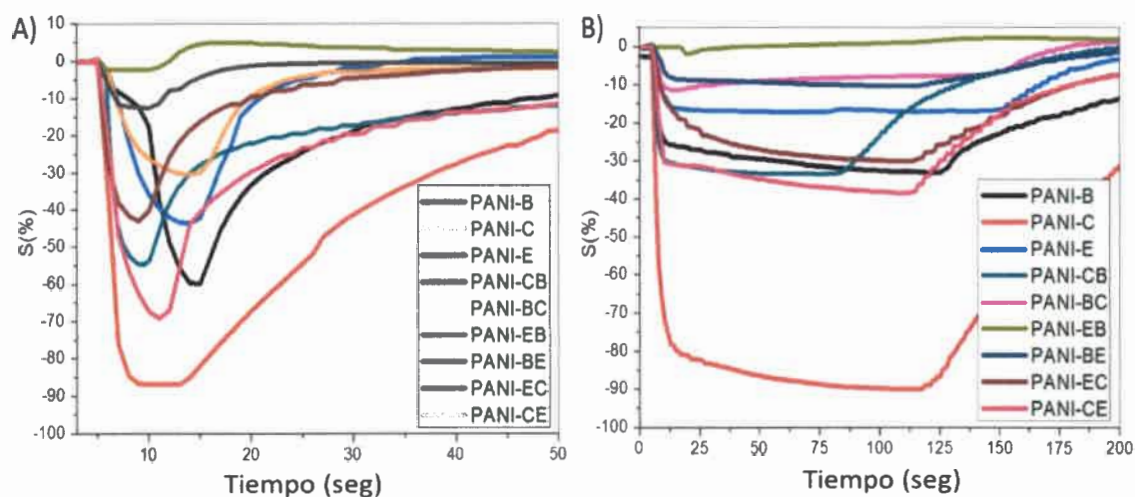 A)
S(%)
10
0
-10
-20
-30
-40
-50
-60
-70
-80
-90
-100
10 20 30 40 50
Tiempo (seg)
PANI-B
PANI-C
PANI-E
PANI-CB
PANI-BC
PANI-EB
PANI-BE
PANI-EC
PANI-CE
B)
S(%)
0
-10
-20
-30
-40
-50
-60
-70
-80
-90
-100
0 25 50 75 100 125 150 175 200
Tiempo (seg)
PANI-B
PANI-C
PANI-E
PANI-CB
PANI-BC
PANI-EB
PANI-BE
PANI-EC
PANI-CE